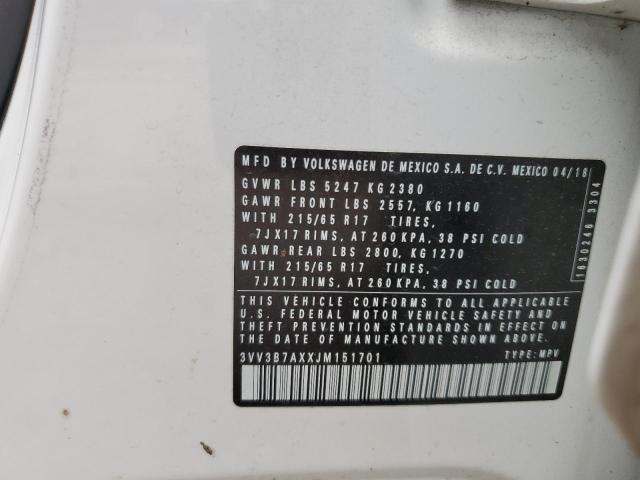 MFD BY VOLKSWAGEN DE MEXICO S.A. DE C.V. MEXICO 04/18
GVWR LBS 5247 KG 2380
GAWR FRONT LBS 2557, KG 1160
WITH 215/65 R17 TIRES,
7JX17 RIMS, AT 260 KPA, 38 PSI COLD
GAWR REAR LBS 2800, KG 1270
WITH 215/65 R17 TIRES,
7JX17 RIMS, AT 260 KPA, 38 PSI COLD
THIS VEHICLE CONFORMS TO ALL APPLICABLE
U.S. FEDERAL MOTOR VEHICLE SAFETY AND
THEFT PREVENTION STANDARDS IN EFFECT ON
THE DATE OF MANUFACTURE SHOWN ABOVE.
3VV3B7AXXJM151701 TYPE: MPV
1630246 3304